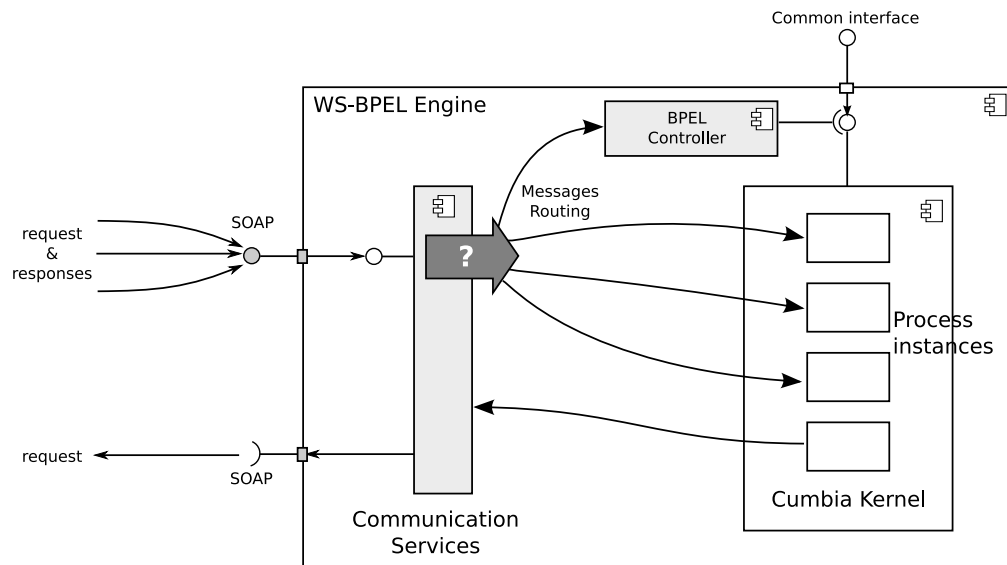 Common interface
WS-BPEL Engine
BPEL
Controller
Messages
Routing
SOAP
request
&
responses
?
Process
instances
request
SOAP
Cumbia Kernel
Communication
Services